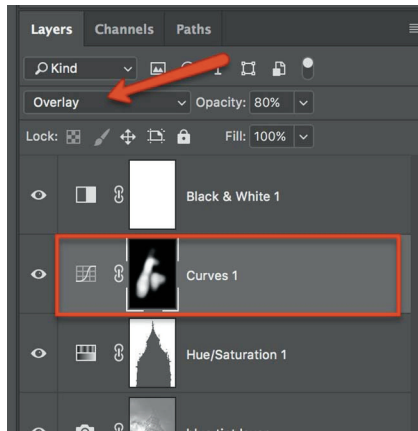 Layers Channels Paths
Kind
Overlay Opacity: 80%
Lock: Fill: 100%
Black & White 1
Curves 1
Hue/Saturation 1